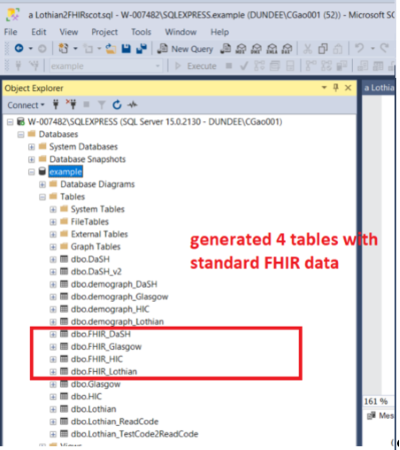 a Lothian2FHIRscot.sql - W-007482\SQLEXPRESS.example (DUNDEE\CGao001 (52)) - Microsoft SC
File Edit View Project Tools Window Help
New Query
example
Execute
Object Explorer
a Lothia
Connect
W-007482\SQLEXPRESS (SQL Server 15.0.2130 - DUNDEE\CGao001)
Databases
System Databases
Database Snapshots
example
Database Diagrams
Tables
System Tables
FileTables
External Tables
Graph Tables
generated 4 tables with
standard FHIR data
dbo.DaSH
dbo.DaSH_v2
dbo.demograph_DaSH
dbo.demograph_Glasgow
dbo.demograph_HIC
dbo.demograph_Lothian
dbo.FHIR_DaSH
dbo.FHIR_Glasgow
dbo.FHIR_HIC
dbo.FHIR_Lothian
dbo.Glasgow
dbo.HIC
dbo.Lothian
dbo.Lothian_ReadCode
dbo.Lothian_TestCode2ReadCode
Views
161 %
Mes